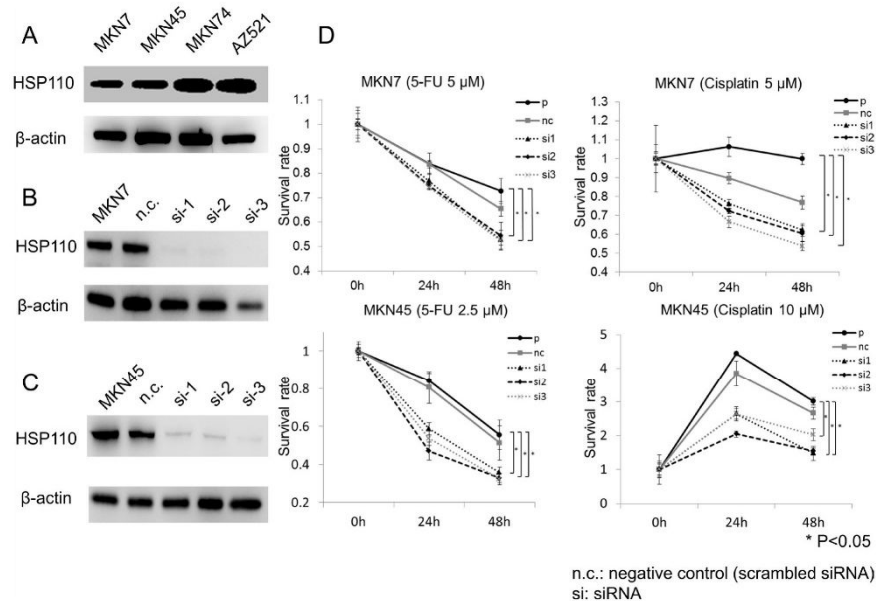 A
MKN7 MKN45 MKN74 AZ521
HSP110
β-actin
B
MKN7 n.c. si-1 si-2 si-3
HSP110
β-actin
C
MKN45 n.c. si-1 si-2 si-3
HSP110
β-actin
D
MKN7 (5-FU 5 μM)
Survival rate
1.1
1
0.9
0.8
0.7
0.6
0.5
0.4
0h 24h 48h
p
nc
si1
si2
si3
* * *
MKN7 (Cisplatin 5 μM)
Survival rate
1.3
1.2
1.1
1
0.9
0.8
0.7
0.6
0.5
0.4
0h 24h 48h
p
nc
si1
si2
si3
* * *
MKN45 (5-FU 2.5 μM)
Survival rate
1
0.8
0.6
0.4
0.2
0h 24h 48h
p
nc
si1
si2
si3
* * *
MKN45 (Cisplatin 10 μM)
Survival rate
5
4
3
2
1
0
0h 24h 48h
p
nc
si1
si2
si3
* * *
* P<0.05
n.c.: negative control (scrambled siRNA)
si: siRNA